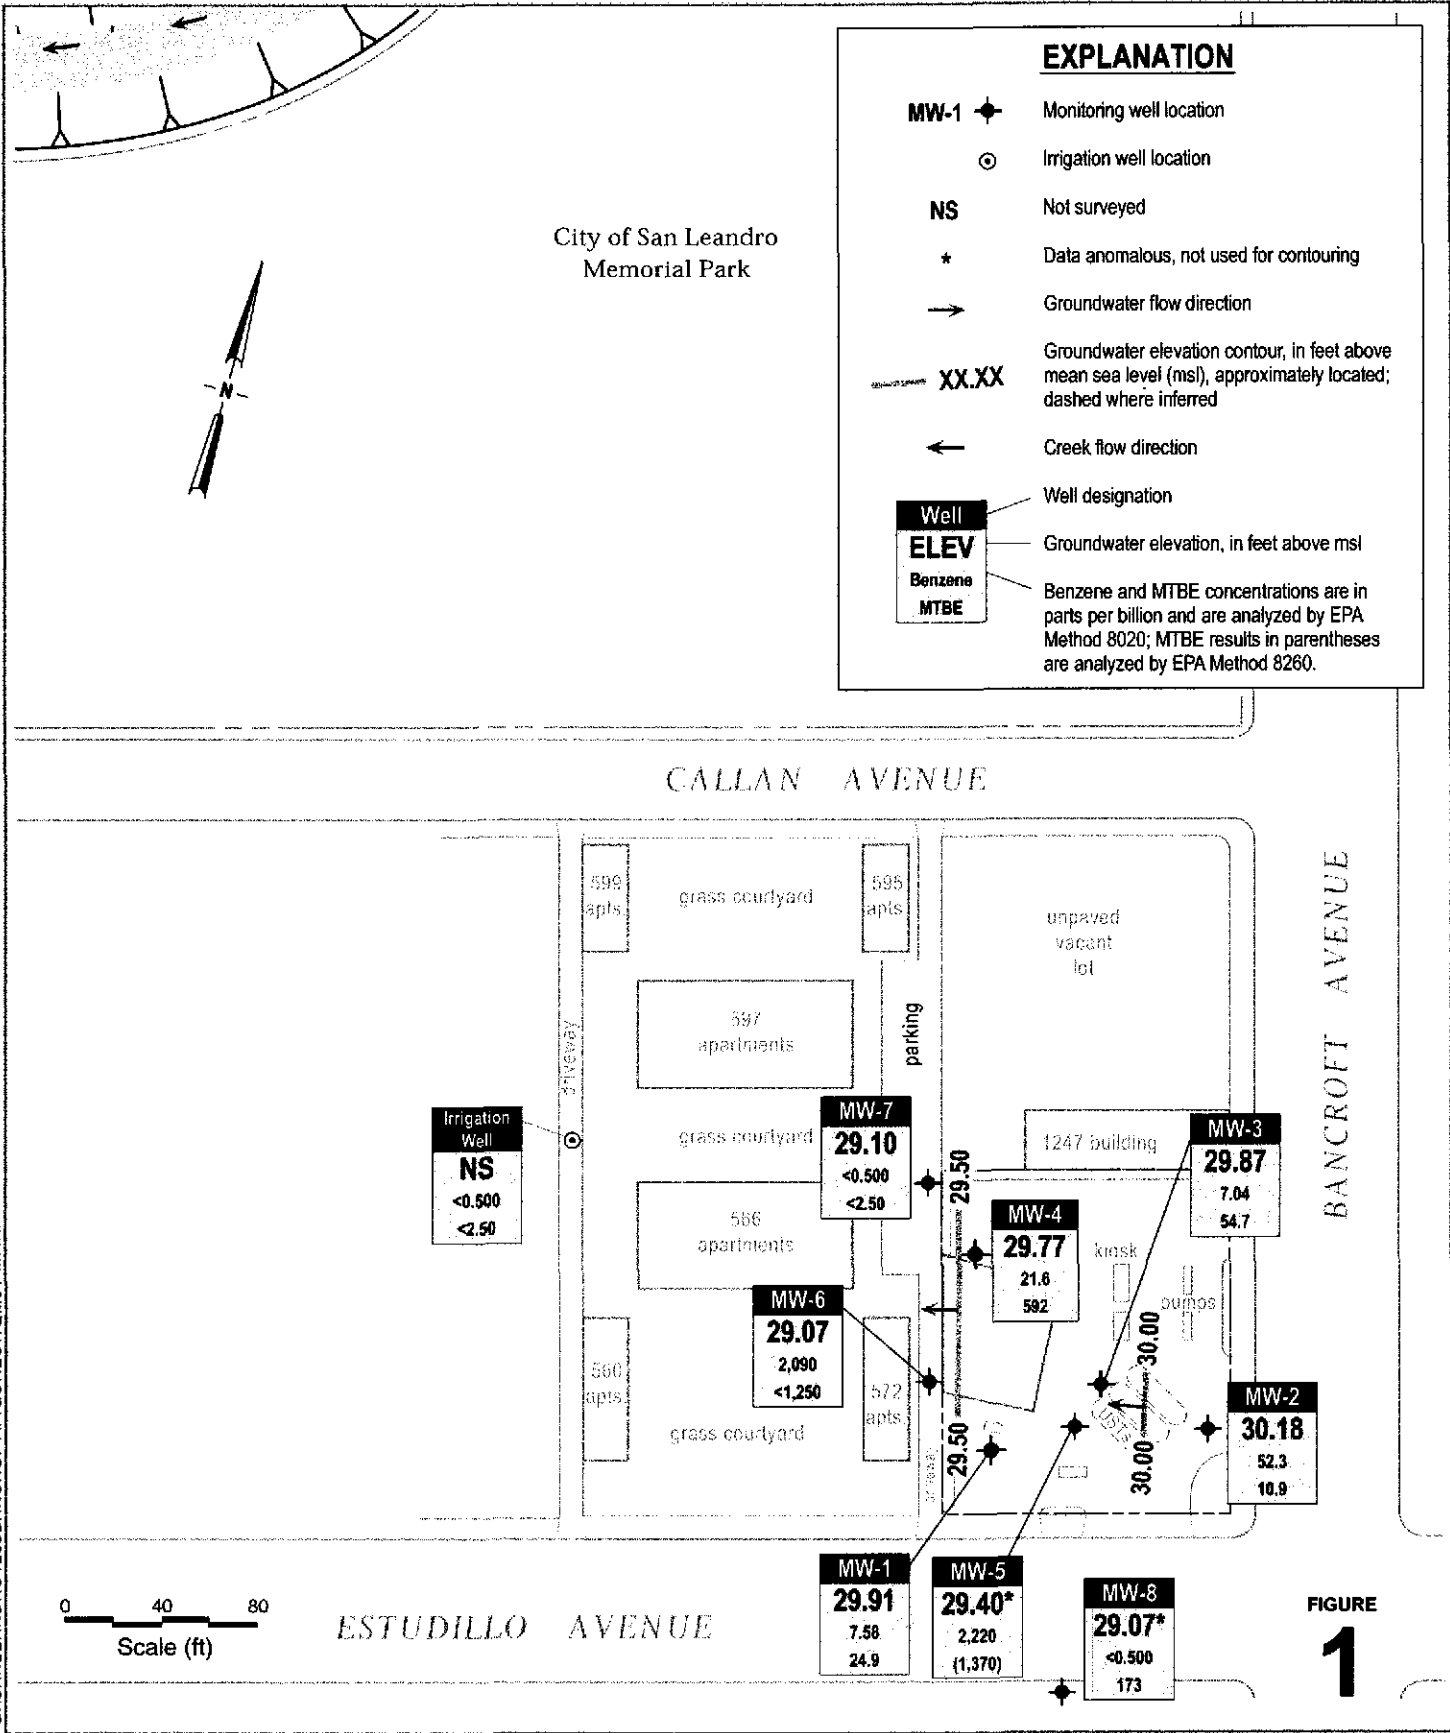 EXPLANATION
MW-1
Monitoring well location
Irrigation well location
NS
Not surveyed
*
Data anomalous, not used for contouring
Groundwater flow direction
XX.XX
Groundwater elevation contour, in feet above
mean sea level (msl), approximately located;
dashed where inferred
Creek flow direction
Well
ELEV
Benzene
MTBE
Well designation
Groundwater elevation, in feet above msl
Benzene and MTBE concentrations are in
parts per billion and are analyzed by EPA
Method 8020; MTBE results in parentheses
are analyzed by EPA Method 8260.
City of San Leandro
Memorial Park
N
CALLAN AVENUE
BANCROFT AVENUE
599
apts.
grass courtyard
595
apts.
unpaved
vacant
lot
597
apartments
parking
driveway
Irrigation
Well
NS
<0.500
<2.50
grass courtyard
MW-7
29.10
<0.500
<2.50
29.50
1247 building
MW-3
29.87
7.04
54.7
566
apartments
MW-4
29.77
21.6
592
kiosk
pumps
MW-6
29.07
2,090
<1,250
30.00
560
apts.
572
apts.
grass courtyard
29.50
USTs
30.00
MW-2
30.18
52.3
10.9
driveway
MW-1
29.91
7.58
24.9
MW-5
29.40*
2,220
(1,370)
MW-8
29.07*
<0.500
173
0 40 80
Scale (ft)
ESTUDILLO AVENUE
FIGURE
1